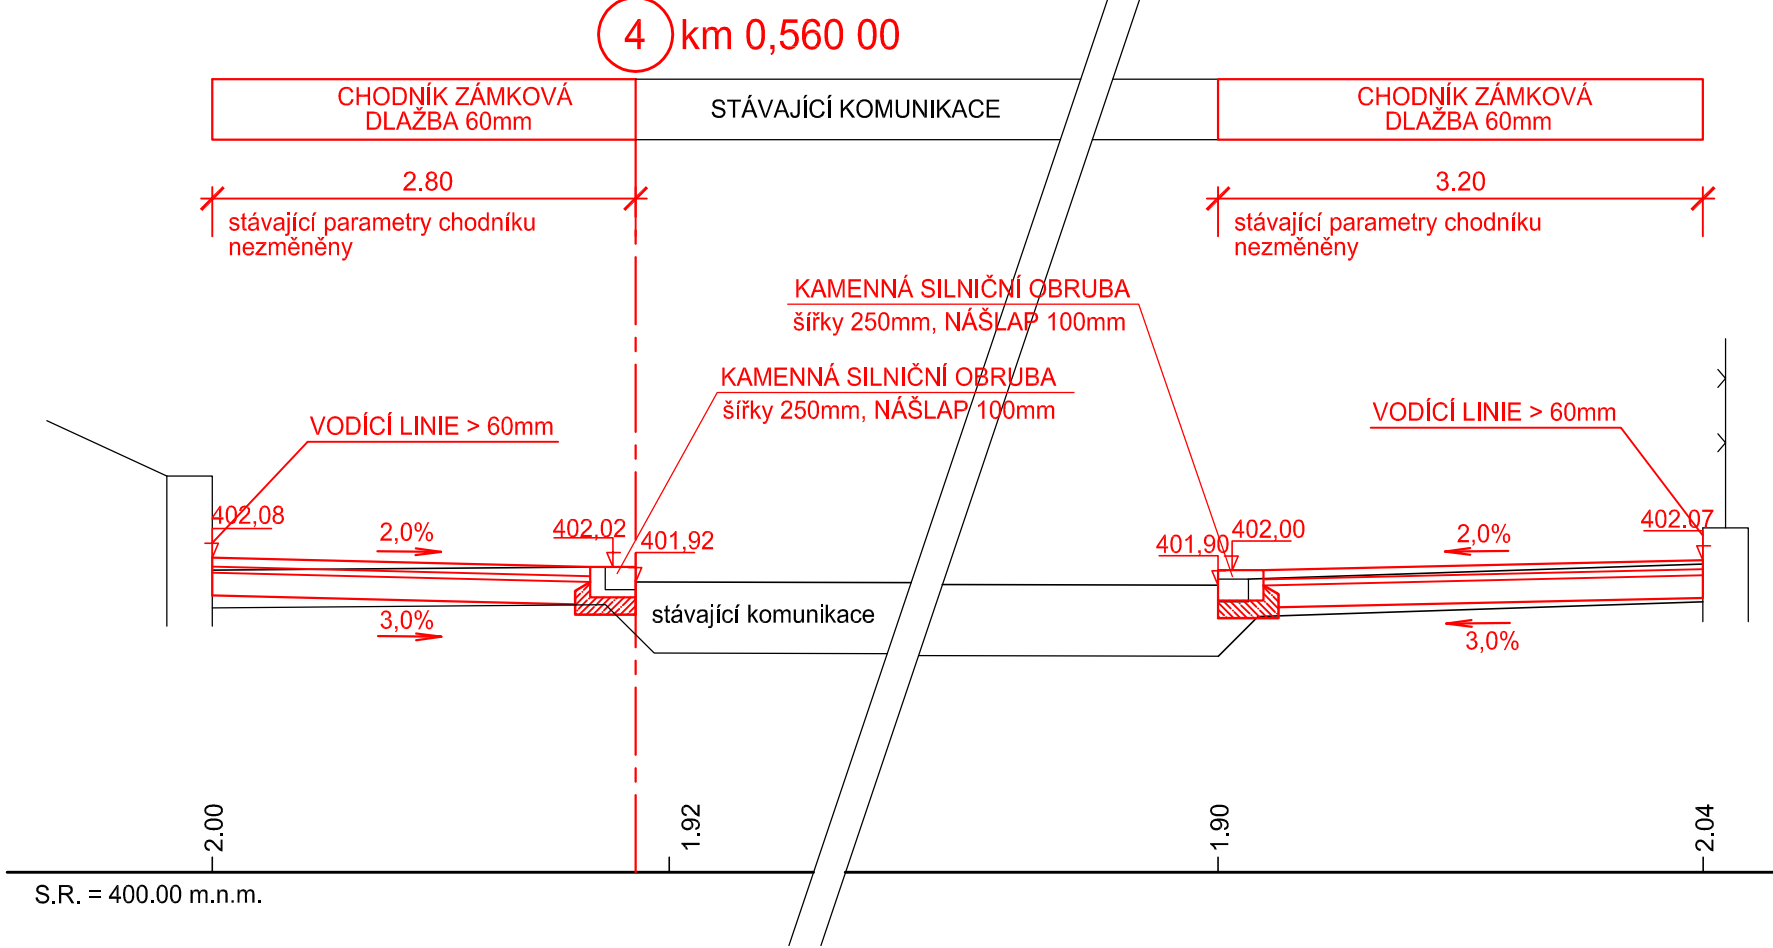 4 km 0,560 00
CHODNÍK ZÁMKOVÁ
DLAŽBA 60mm
STÁVAJÍCÍ KOMUNIKACE
CHODNÍK ZÁMKOVÁ
DLAŽBA 60mm
2.80
stávající parametry chodníku
nezměněny
3.20
stávající parametry chodníku
nezměněny
KAMENNÁ SILNIČNÍ OBRUBA
šířky 250mm, NÁŠLAP 100mm
KAMENNÁ SILNIČNÍ OBRUBA
šířky 250mm, NÁŠLAP 100mm
VODÍCÍ LINIE > 60mm
VODÍCÍ LINIE > 60mm
402,08
2,0%
402,02
401,92
401,90
402,00
2,0%
402.07
3,0%
stávající komunikace
3,0%
2.00
1.92
1.90
2.04
S.R. = 400.00 m.n.m.